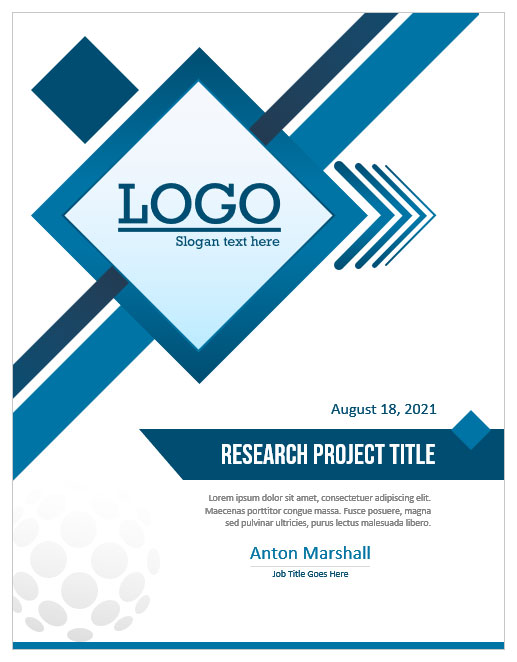 LOGO
Slogan text here
August 18, 2021
RESEARCH PROJECT TITLE
Lorem ipsum dolor sit amet, consectetuer adipiscing elit.
Maecenas porttitor congue massa. Fusce posuere, magna
sed pulvinar ultricies, purus lectus malesuada libero.
Anton Marshall
Job Title Goes Here